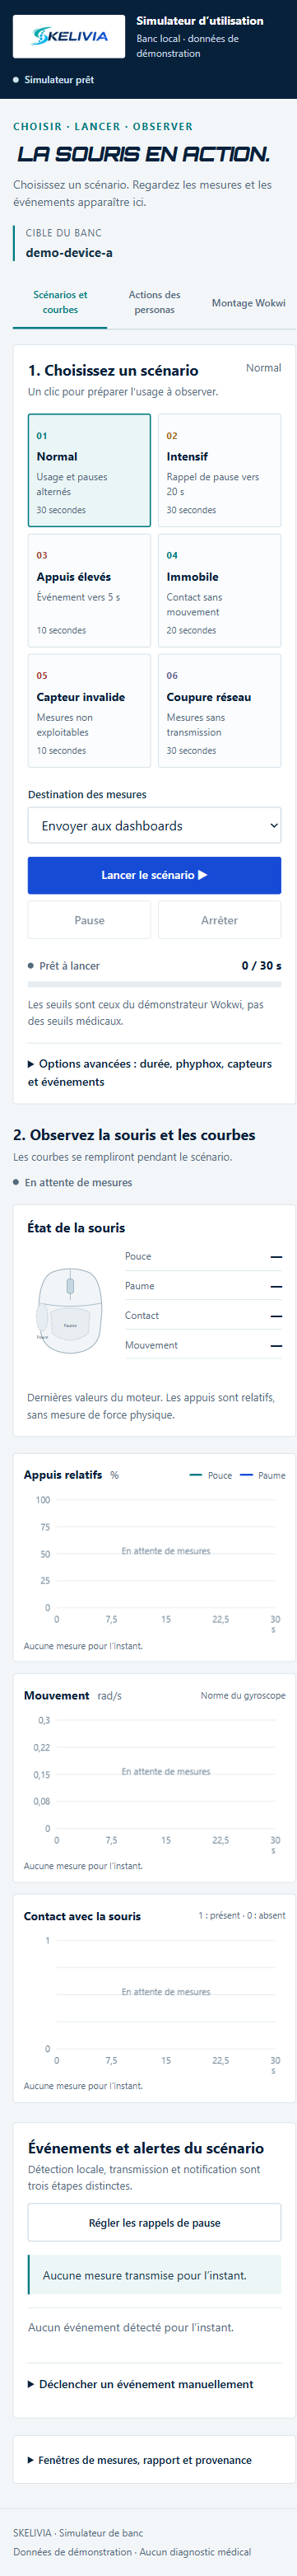 SKELIVIA
Simulateur d'utilisation
Banc local · données de
démonstration
Simulateur prêt
CHOISIR · LANCER · OBSERVER
LA SOURIS EN ACTION.
Choisissez un scénario. Regardez les mesures et les
événements apparaître ici.
CIBLE DU BANC
demo-device-a
Scénarios et
courbes
Actions des
personas
Montage Wokwi
1. Choisissez un scénario
Normal
Un clic pour préparer l'usage à observer.
01
Normal
Usage et pauses
alternés
30 secondes
02
Intensif
Rappel de pause vers
20 s
30 secondes
03
Appuis élevés
Événement vers 5 s
10 secondes
04
Immobile
Contact sans
mouvement
20 secondes
05
Capteur invalide
Mesures non
exploitables
10 secondes
06
Coupure réseau
Mesures sans
transmission
30 secondes
Destination des mesures
Envoyer aux dashboards
Lancer le scénario ▶
Pause
Arrêter
Prêt à lancer
0 / 30 s
Les seuils sont ceux du démonstrateur Wokwi, pas
des seuils médicaux.
▶ Options avancées : durée, phyphox, capteurs
et événements
2. Observez la souris et les courbes
Les courbes se rempliront pendant le scénario.
En attente de mesures
État de la souris
Pouce
Paume
Pouce —
Paume —
Contact —
Mouvement —
Dernières valeurs du moteur. Les appuis sont relatifs,
sans mesure de force physique.
Appuis relatifs %
Pouce
Paume
100
75
50
25
0
En attente de mesures
0 7,5 15 22,5 30
s
Aucune mesure pour l'instant.
Mouvement rad/s
Norme du gyroscope
0,3
0,22
0,15
0,08
0
En attente de mesures
0 7,5 15 22,5 30
s
Aucune mesure pour l'instant.
Contact avec la souris
1 : présent · 0 : absent
1
0
En attente de mesures
0 7,5 15 22,5 30
s
Aucune mesure pour l'instant.
Événements et alertes du scénario
Détection locale, transmission et notification sont
trois étapes distinctes.
Régler les rappels de pause
Aucune mesure transmise pour l'instant.
Aucun événement détecté pour l'instant.
▶ Déclencher un événement manuellement
▶ Fenêtres de mesures, rapport et provenance
SKELIVIA · Simulateur de banc
Données de démonstration · Aucun diagnostic médical